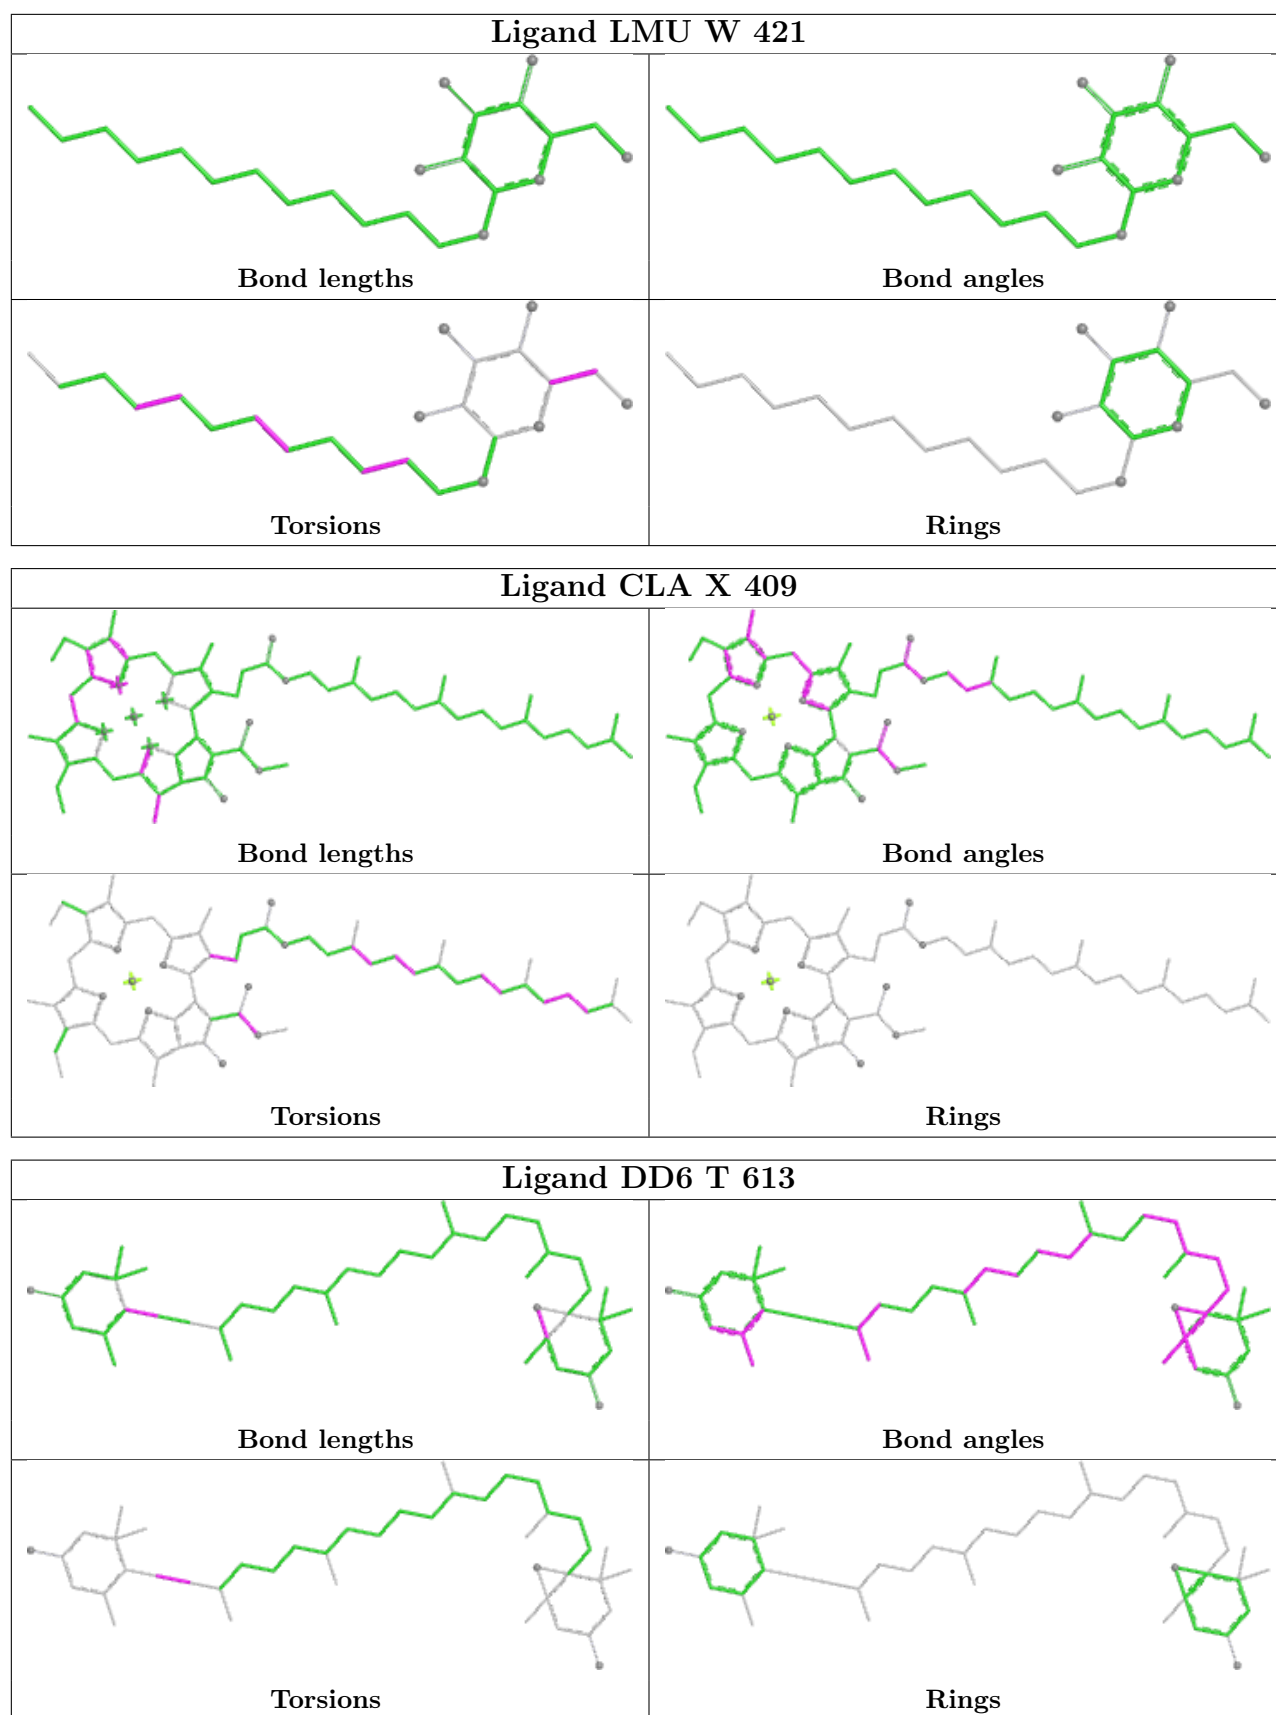 Ligand LMU W 421
Bond lengths
Bond angles
Torsions
Rings
Ligand CLA X 409
Bond lengths
Bond angles
Torsions
Rings
Ligand DD6 T 613
Bond lengths
Bond angles
Torsions
Rings